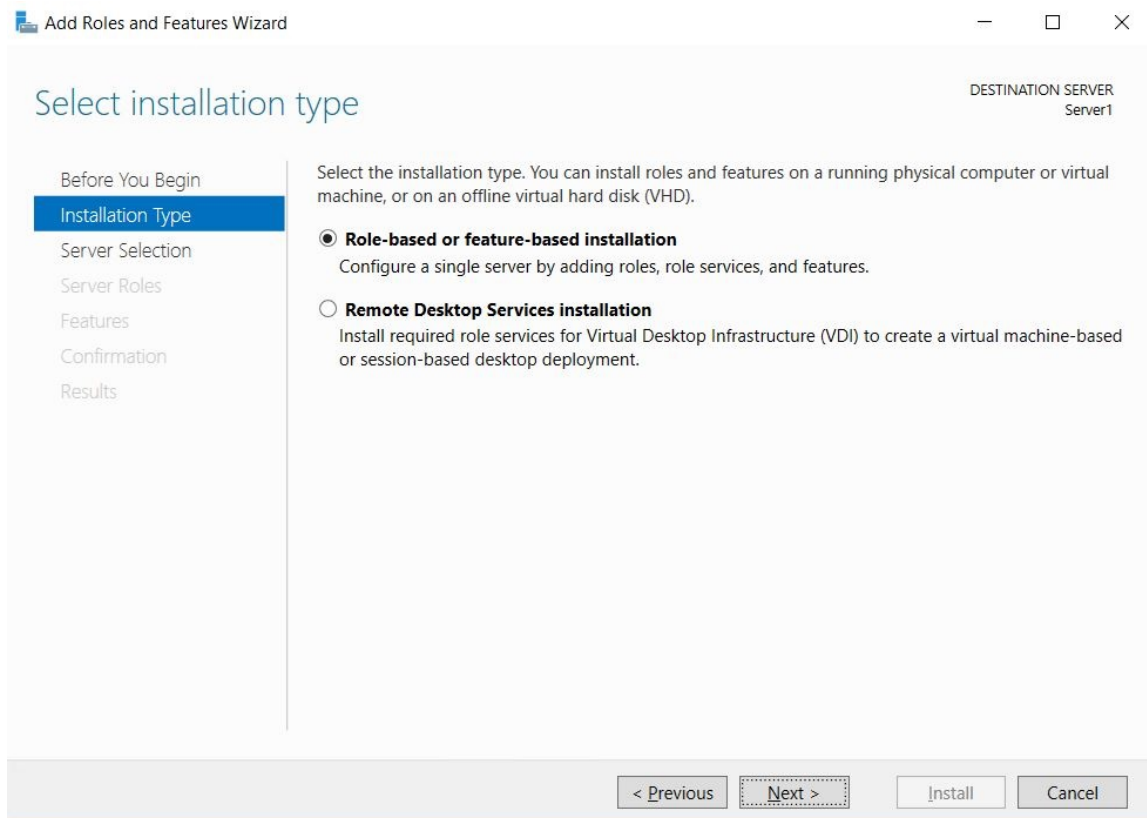 Add Roles and Features Wizard
Select installation type
DESTINATION SERVER
Server1
Before You Begin
Installation Type
Server Selection
Server Roles
Features
Confirmation
Results
Select the installation type. You can install roles and features on a running physical computer or virtual
machine, or on an offline virtual hard disk (VHD).
Role-based or feature-based installation
Configure a single server by adding roles, role services, and features.
Remote Desktop Services installation
Install required role services for Virtual Desktop Infrastructure (VDI) to create a virtual machine-based
or session-based desktop deployment.
< Previous
Next >
Install
Cancel